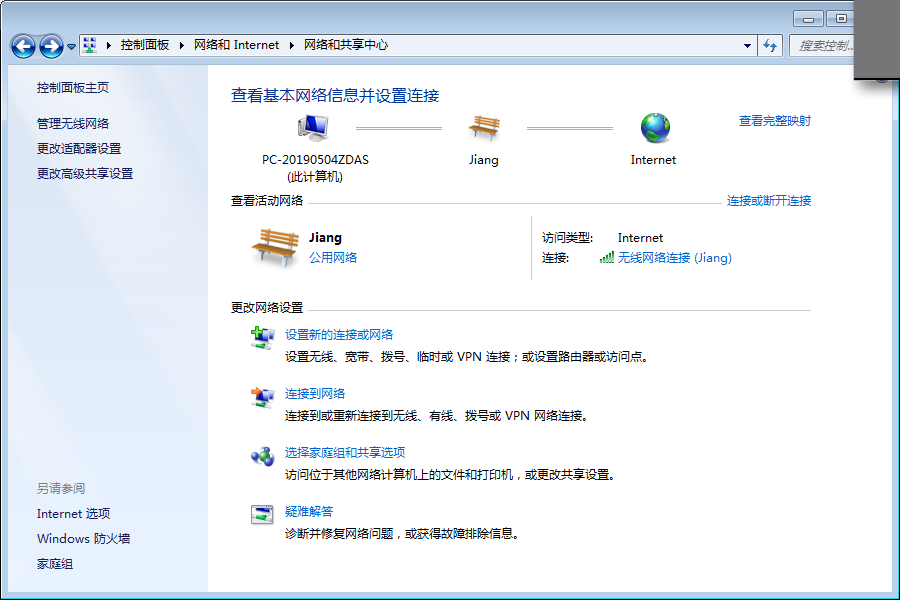 控制面板 网络和 Internet 网络和共享中心 搜索控制...
控制面板主页
管理无线网络
更改适配器设置
更改高级共享设置
查看基本网络信息并设置连接
PC-20190504ZDAS Jiang Internet 查看完整映射
(此计算机)
查看活动网络 连接或断开连接
Jiang
公用网络
访问类型: Internet
连接: 无线网络连接 (Jiang)
更改网络设置
设置新的连接或网络
设置无线、宽带、拨号、临时或 VPN 连接；或设置路由器或访问点。
连接到网络
连接到或重新连接到无线、有线、拨号或 VPN 网络连接。
选择家庭组和共享选项
访问位于其他网络计算机上的文件和打印机，或更改共享设置。
疑难解答
诊断并修复网络问题，或获得故障排除信息。
另请参阅
Internet 选项
Windows 防火墙
家庭组